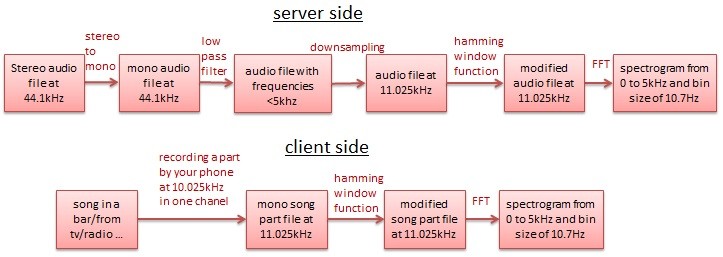 server side
stereo
to
mono
low
pass
filter
downsampling
hamming
window
function
FFT
Stereo audio
file at
44.1kHz
mono audio
file at
44.1kHz
audio file with
frequencies
<5khz
audio file at
11.025kHz
modified
audio file at
11.025kHz
spectrogram from
0 to 5kHz and bin
size of 10.7Hz
client side
recording a part
by your phone
at 10.025kHz
in one chanel
hamming
window
function
FFT
song in a
bar/from
tv/radio ...
mono song
part file at
11.025kHz
modified
song part file
at 11.025kHz
spectrogram from
0 to 5kHz and bin
size of 10.7Hz